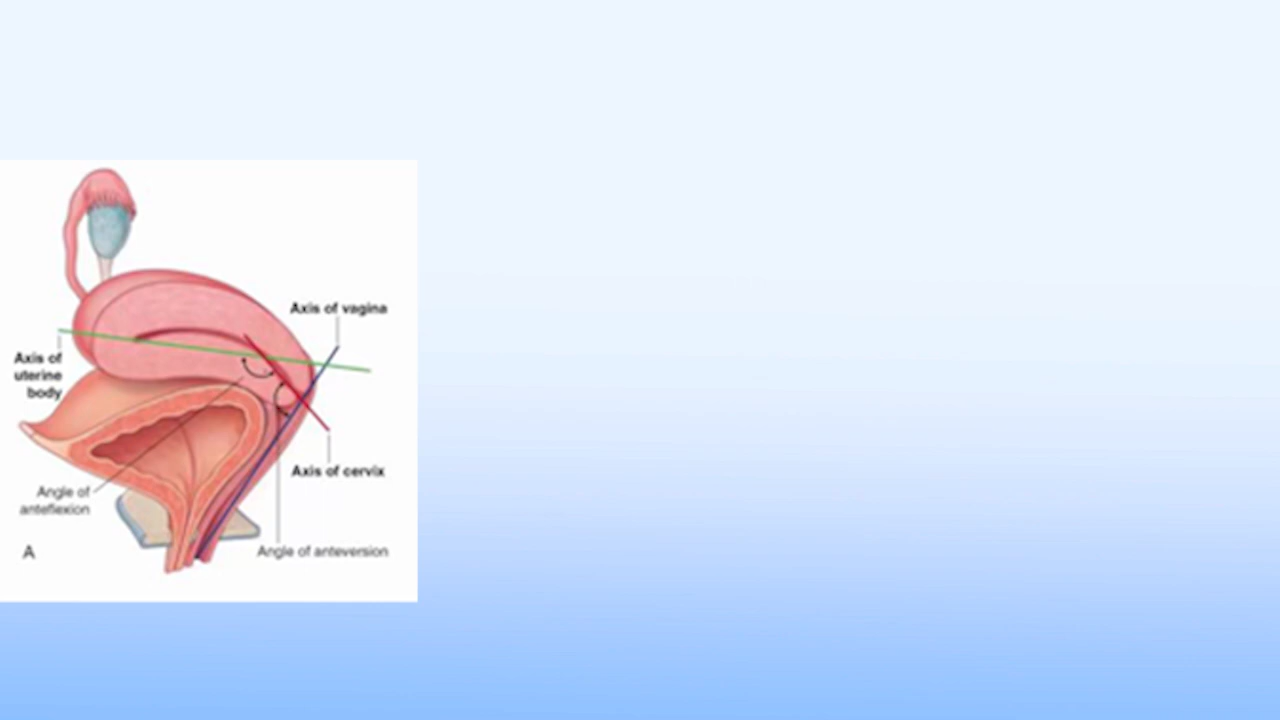 Axis of vagina
Axis of
uterine
body
Axis of cervix
Angle of
anteflexion
A
Angle of anteversion